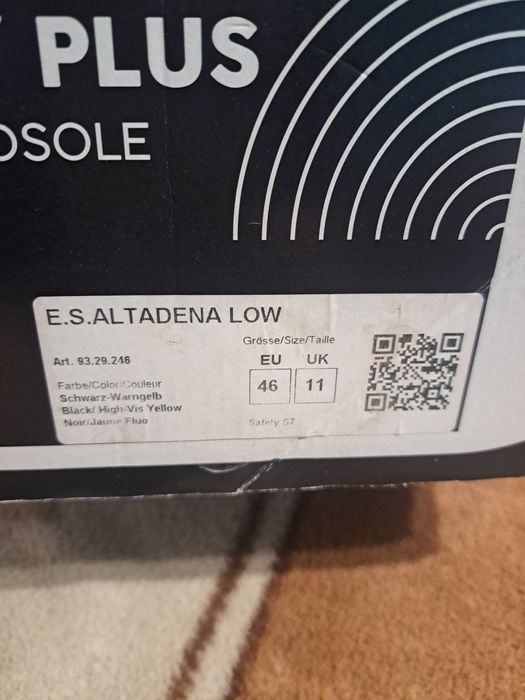 PLUS
OSOLE
E.S.ALTADENA LOW
Grösse/Size/Taille
Art. 93.29.246
EU UK
46 11
Farbe/Color/Couleur
Schwarz-Warngelb
Black/ High-Vis Yellow
Noir/Jaune Fluo
Safety S7